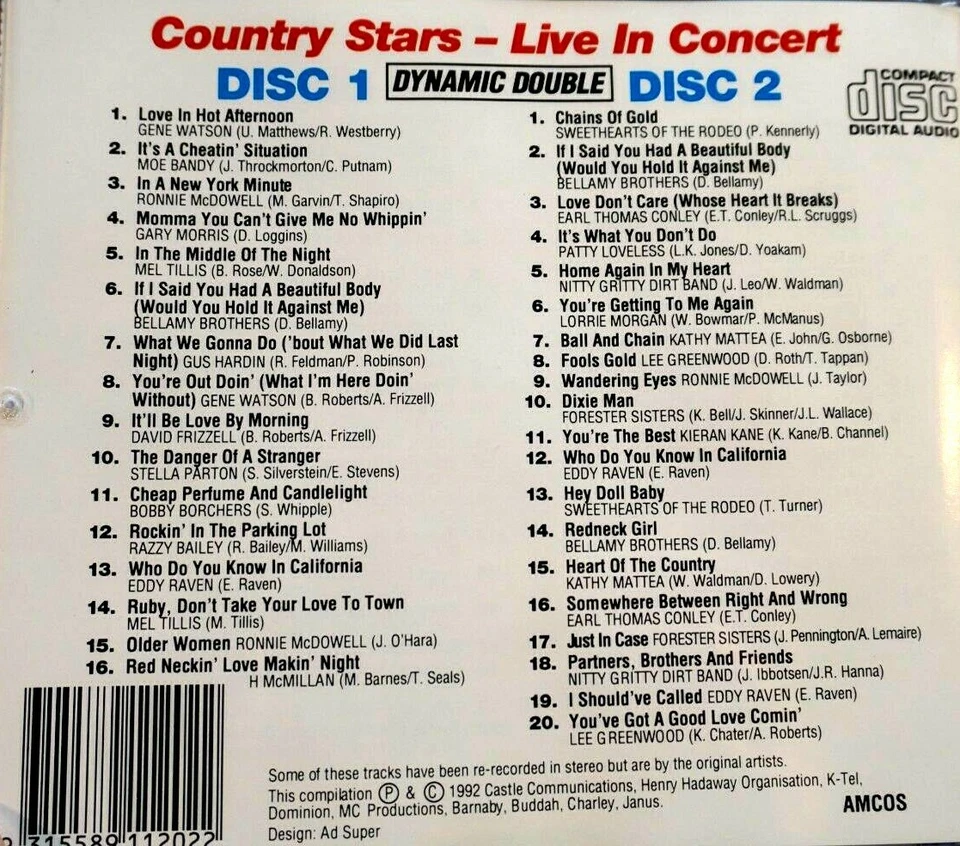 Country Stars – Live In Concert
DISC 1 DYNAMIC DOUBLE DISC 2
COMPACT
disc
DIGITAL AUDIO
1. Love In Hot Afternoon
GENE WATSON (U. Matthews/R. Westberry)
2. It's A Cheatin' Situation
MOE BANDY (J. Throckmorton/C. Putnam)
3. In A New York Minute
RONNIE McDOWELL (M. Garvin/T. Shapiro)
4. Momma You Can't Give Me No Whippin'
GARY MORRIS (D. Loggins)
5. In The Middle Of The Night
MEL TILLIS (B. Rose/W. Donaldson)
6. If I Said You Had A Beautiful Body
(Would You Hold It Against Me)
BELLAMY BROTHERS (D. Bellamy)
7. What We Gonna Do ('bout What We Did Last
Night) GUS HARDIN (R. Feldman/P. Robinson)
8. You're Out Doin' (What I'm Here Doin'
Without) GENE WATSON (B. Roberts/A. Frizzell)
9. It'll Be Love By Morning
DAVID FRIZZELL (B. Roberts/A. Frizzell)
10. The Danger Of A Stranger
STELLA PARTON (S. Silverstein/E. Stevens)
11. Cheap Perfume And Candlelight
BOBBY BORCHERS (S. Whipple)
12. Rockin' In The Parking Lot
RAZZY BAILEY (R. Bailey/M. Williams)
13. Who Do You Know In California
EDDY RAVEN (E. Raven)
14. Ruby, Don't Take Your Love To Town
MEL TILLIS (M. Tillis)
15. Older Women RONNIE McDOWELL (J. O'Hara)
16. Red Neckin' Love Makin' Night
H McMILLAN (M. Barnes/T. Seals)
1. Chains Of Gold
SWEETHEARTS OF THE RODEO (P. Kennerly)
2. If I Said You Had A Beautiful Body
(Would You Hold It Against Me)
BELLAMY BROTHERS (D. Bellamy)
3. Love Don't Care (Whose Heart It Breaks)
EARL THOMAS CONLEY (E.T. Conley/R.L. Scruggs)
4. It's What You Don't Do
PATTY LOVELESS (L.K. Jones/D. Yoakam)
5. Home Again In My Heart
NITTY GRITTY DIRT BAND (J. Leo/W. Waldman)
6. You're Getting To Me Again
LORRIE MORGAN (W. Bowmar/P. McManus)
7. Ball And Chain KATHY MATTEA (E. John/G. Osborne)
8. Fools Gold LEE GREENWOOD (D. Roth/T. Tappan)
9. Wandering Eyes RONNIE McDOWELL (J. Taylor)
10. Dixie Man
FORESTER SISTERS (K. Bell/J. Skinner/J.L. Wallace)
11. You're The Best KIERAN KANE (K. Kane/B. Channel)
12. Who Do You Know In California
EDDY RAVEN (E. Raven)
13. Hey Doll Baby
SWEETHEARTS OF THE RODEO (T. Turner)
14. Redneck Girl
BELLAMY BROTHERS (D. Bellamy)
15. Heart Of The Country
KATHY MATTEA (W. Waldman/D. Lowery)
16. Somewhere Between Right And Wrong
EARL THOMAS CONLEY (E.T. Conley)
17. Just In Case FORESTER SISTERS (J. Pennington/A. Lemaire)
18. Partners, Brothers And Friends
NITTY GRITTY DIRT BAND (J. Ibbotsen/J.R. Hanna)
19. I Should've Called EDDY RAVEN (E. Raven)
20. You've Got A Good Love Comin'
LEE GREENWOOD (K. Chater/A. Roberts)
Some of these tracks have been re-recorded in stereo but are by the original artists.
This compilation Ⓟ & © 1992 Castle Communications, Henry Hadaway Organisation, K-Tel,
Dominion, MC Productions, Barnaby, Buddah, Charley, Janus.
Design: Ad Super
AMCOS
9 315589 112022